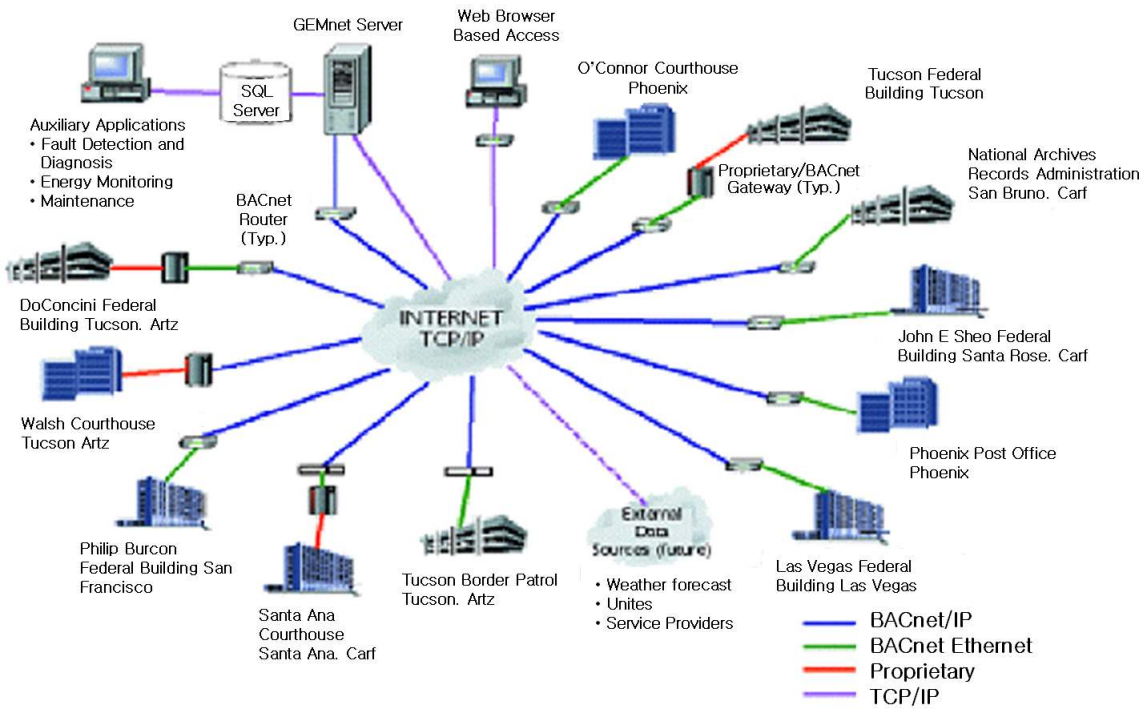 GEMnet Server
Web Browser
Based Access
O'Connor Courthouse
Phoenix
Tucson Federal
Building Tucson
SQL
Server
Auxiliary Applications
• Fault Detection and
Diagnosis
• Energy Monitoring
• Maintenance
National Archives
Records Administration
San Bruno. Carf
Proprietary/BACnet
Gateway (Typ.)
BACnet
Router
(Typ.)
DoConcini Federal
Building Tucson. Artz
INTERNET
TCP/IP
John E Sheo Federal
Building Santa Rose. Carf
Walsh Courthouse
Tucson Artz
Phoenix Post Office
Phoenix
External
Data
Sources (future)
Philip Burcon
Federal Building San
Francisco
Tucson Border Patrol
Tucson. Artz
Las Vegas Federal
Building Las Vegas
• Weather forecast
• Unites
• Service Providers
Santa Ana
Courthouse
Santa Ana. Carf
BACnet/IP
BACnet Ethernet
Proprietary
TCP/IP